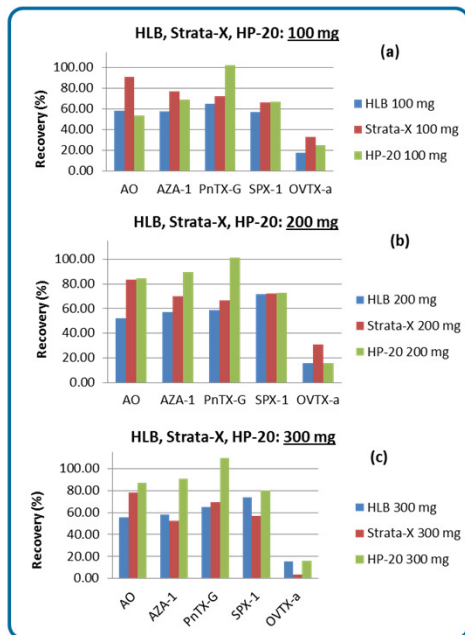 HLB, Strata-X, HP-20: 100 mg
(a)
Recovery (%)
100.00
80.00
60.00
40.00
20.00
0.00
AO AZA-1 PnTX-G SPX-1 OVTX-a
HLB 100 mg
Strata-X 100 mg
HP-20 100 mg
HLB, Strata-X, HP-20: 200 mg
(b)
Recovery (%)
100.00
80.00
60.00
40.00
20.00
0.00
AO AZA-1 PnTX-G SPX-1 OVTX-a
HLB 200 mg
Strata-X 200 mg
HP-20 200 mg
HLB, Strata-X, HP-20: 300 mg
(c)
Recovery (%)
100.00
80.00
60.00
40.00
20.00
0.00
AO AZA-1 PnTX-G SPX-1 OVTX-a
HLB 300 mg
Strata-X 300 mg
HP-20 300 mg